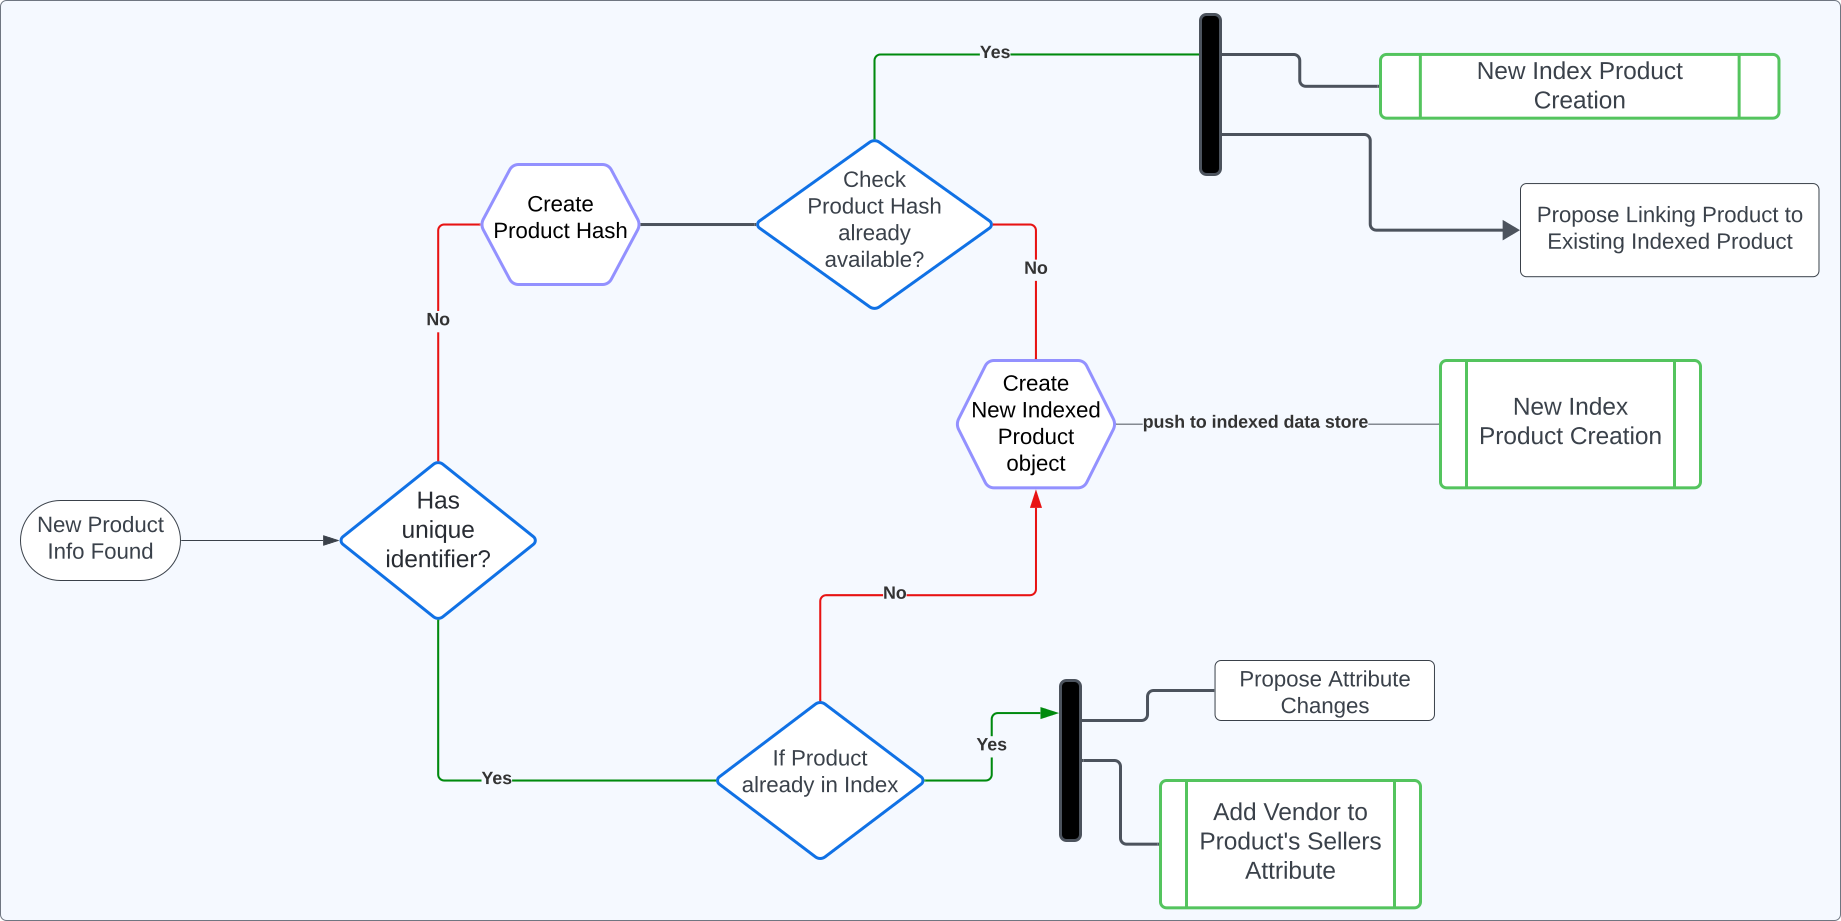 Yes
New Index Product
Creation
Check
Product Hash
already
available?
Create
Product Hash
Propose Linking Product to
Existing Indexed Product
No
No
Create
New Indexed
Product
object
push to indexed data store
New Index
Product Creation
Has
unique
identifier?
New Product
Info Found
No
Propose Attribute
Changes
Yes
If Product
already in Index
Yes
Add Vendor to
Product's Sellers
Attribute